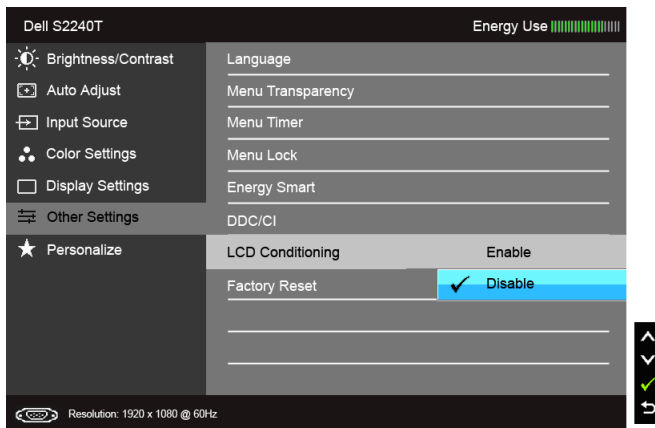 Dell S2240T
Energy Use
Brightness/Contrast
Auto Adjust
Input Source
Color Settings
Display Settings
Other Settings
Personalize
Language
Menu Transparency
Menu Timer
Menu Lock
Energy Smart
DDC/CI
LCD Conditioning
Enable
Disable
Factory Reset
Resolution: 1920 x 1080 @ 60Hz